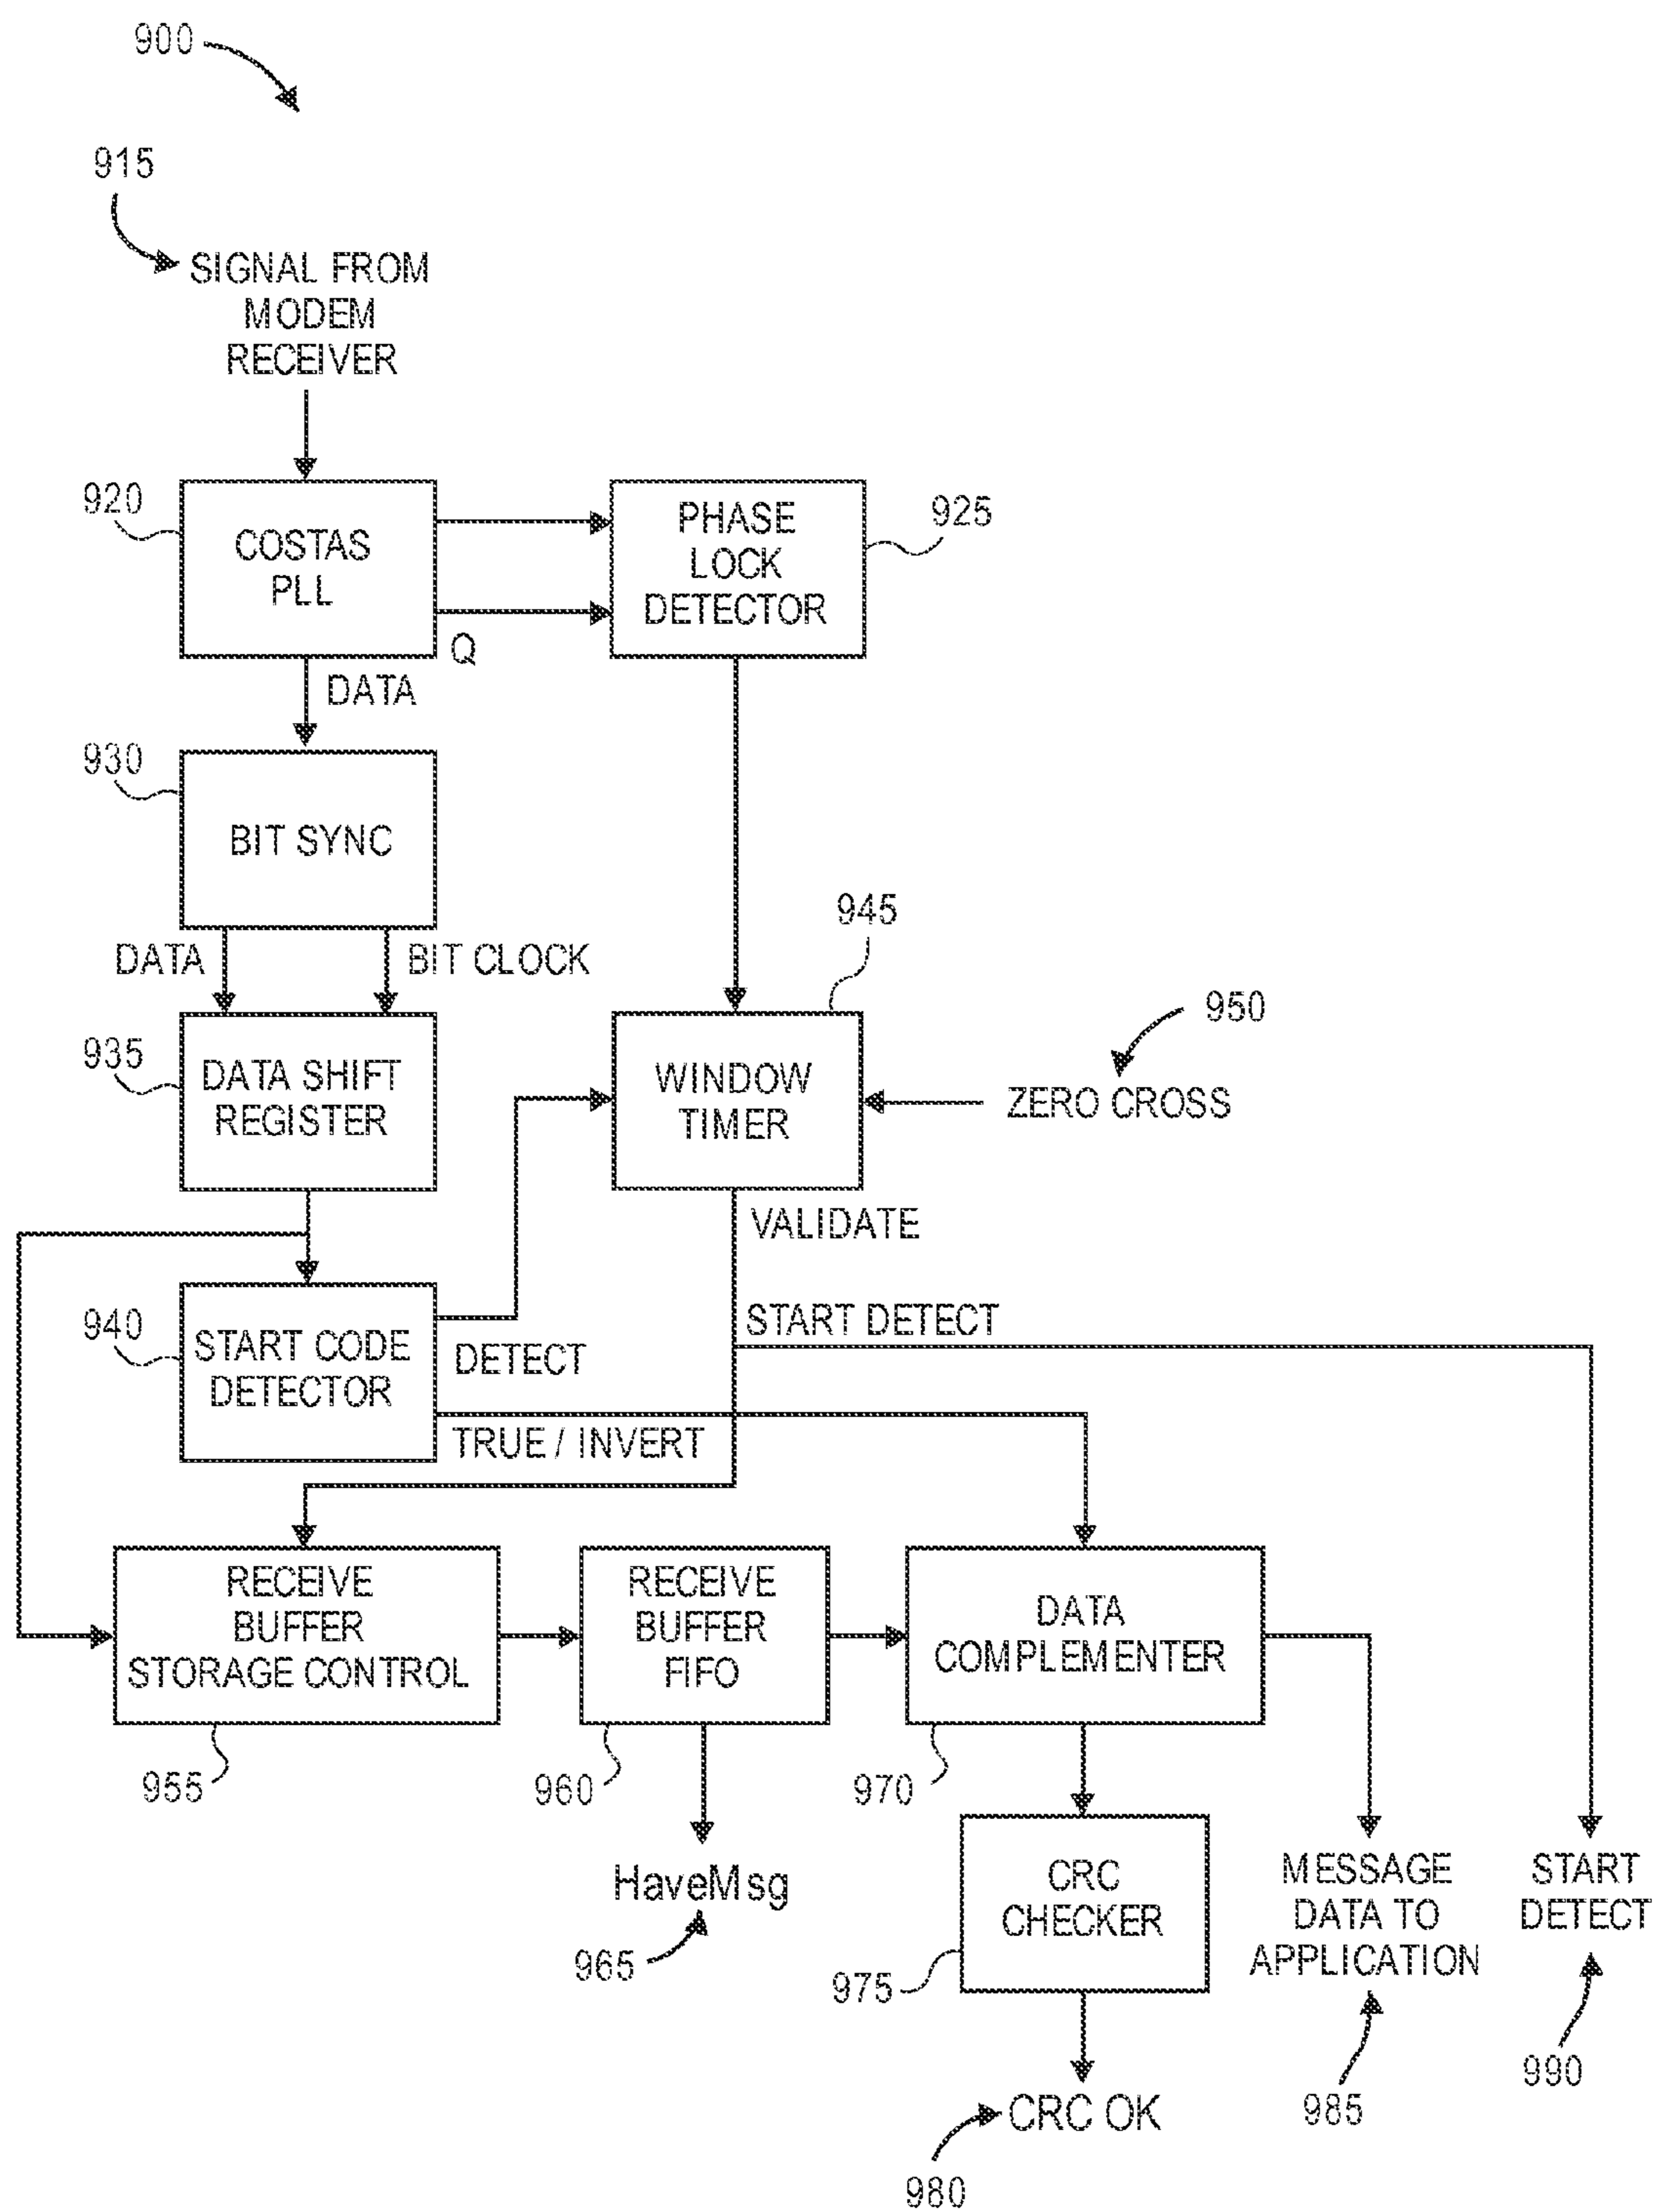 900
915
SIGNAL FROM
MODEM
RECEIVER
920
COSTAS
PLL
PHASE
LOCK
DETECTOR
925
Q
DATA
930
BIT SYNC
DATA
BIT CLOCK
945
950
935
DATA SHIFT
REGISTER
WINDOW
TIMER
ZERO CROSS
VALIDATE
940
START CODE
DETECTOR
DETECT
START DETECT
TRUE / INVERT
RECEIVE
BUFFER
STORAGE CONTROL
RECEIVE
BUFFER
FIFO
DATA
COMPLEMENTER
955
960
970
HaveMsg
965
CRC
CHECKER
975
MESSAGE
DATA TO
APPLICATION
START
DETECT
985
990
CRC OK
980